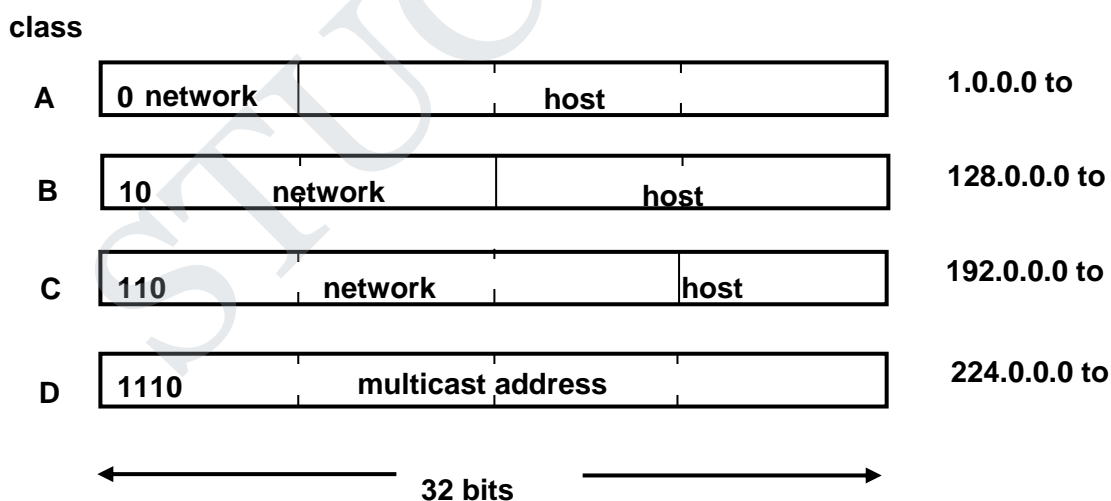 class
A 0 network host 1.0.0.0 to
B 10 network host 128.0.0.0 to
C 110 network host 192.0.0.0 to
D 1110 multicast address 224.0.0.0 to
32 bits
STUC